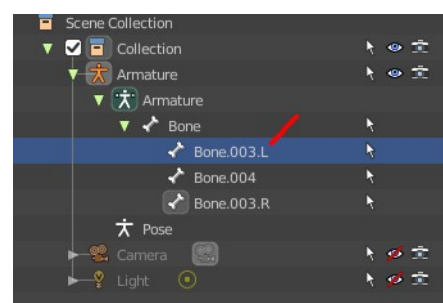 Scene Collection
Collection
Armature
Armature
Bone
Bone.003.L
Bone.004
Bone.003.R
Pose
Camera
Light